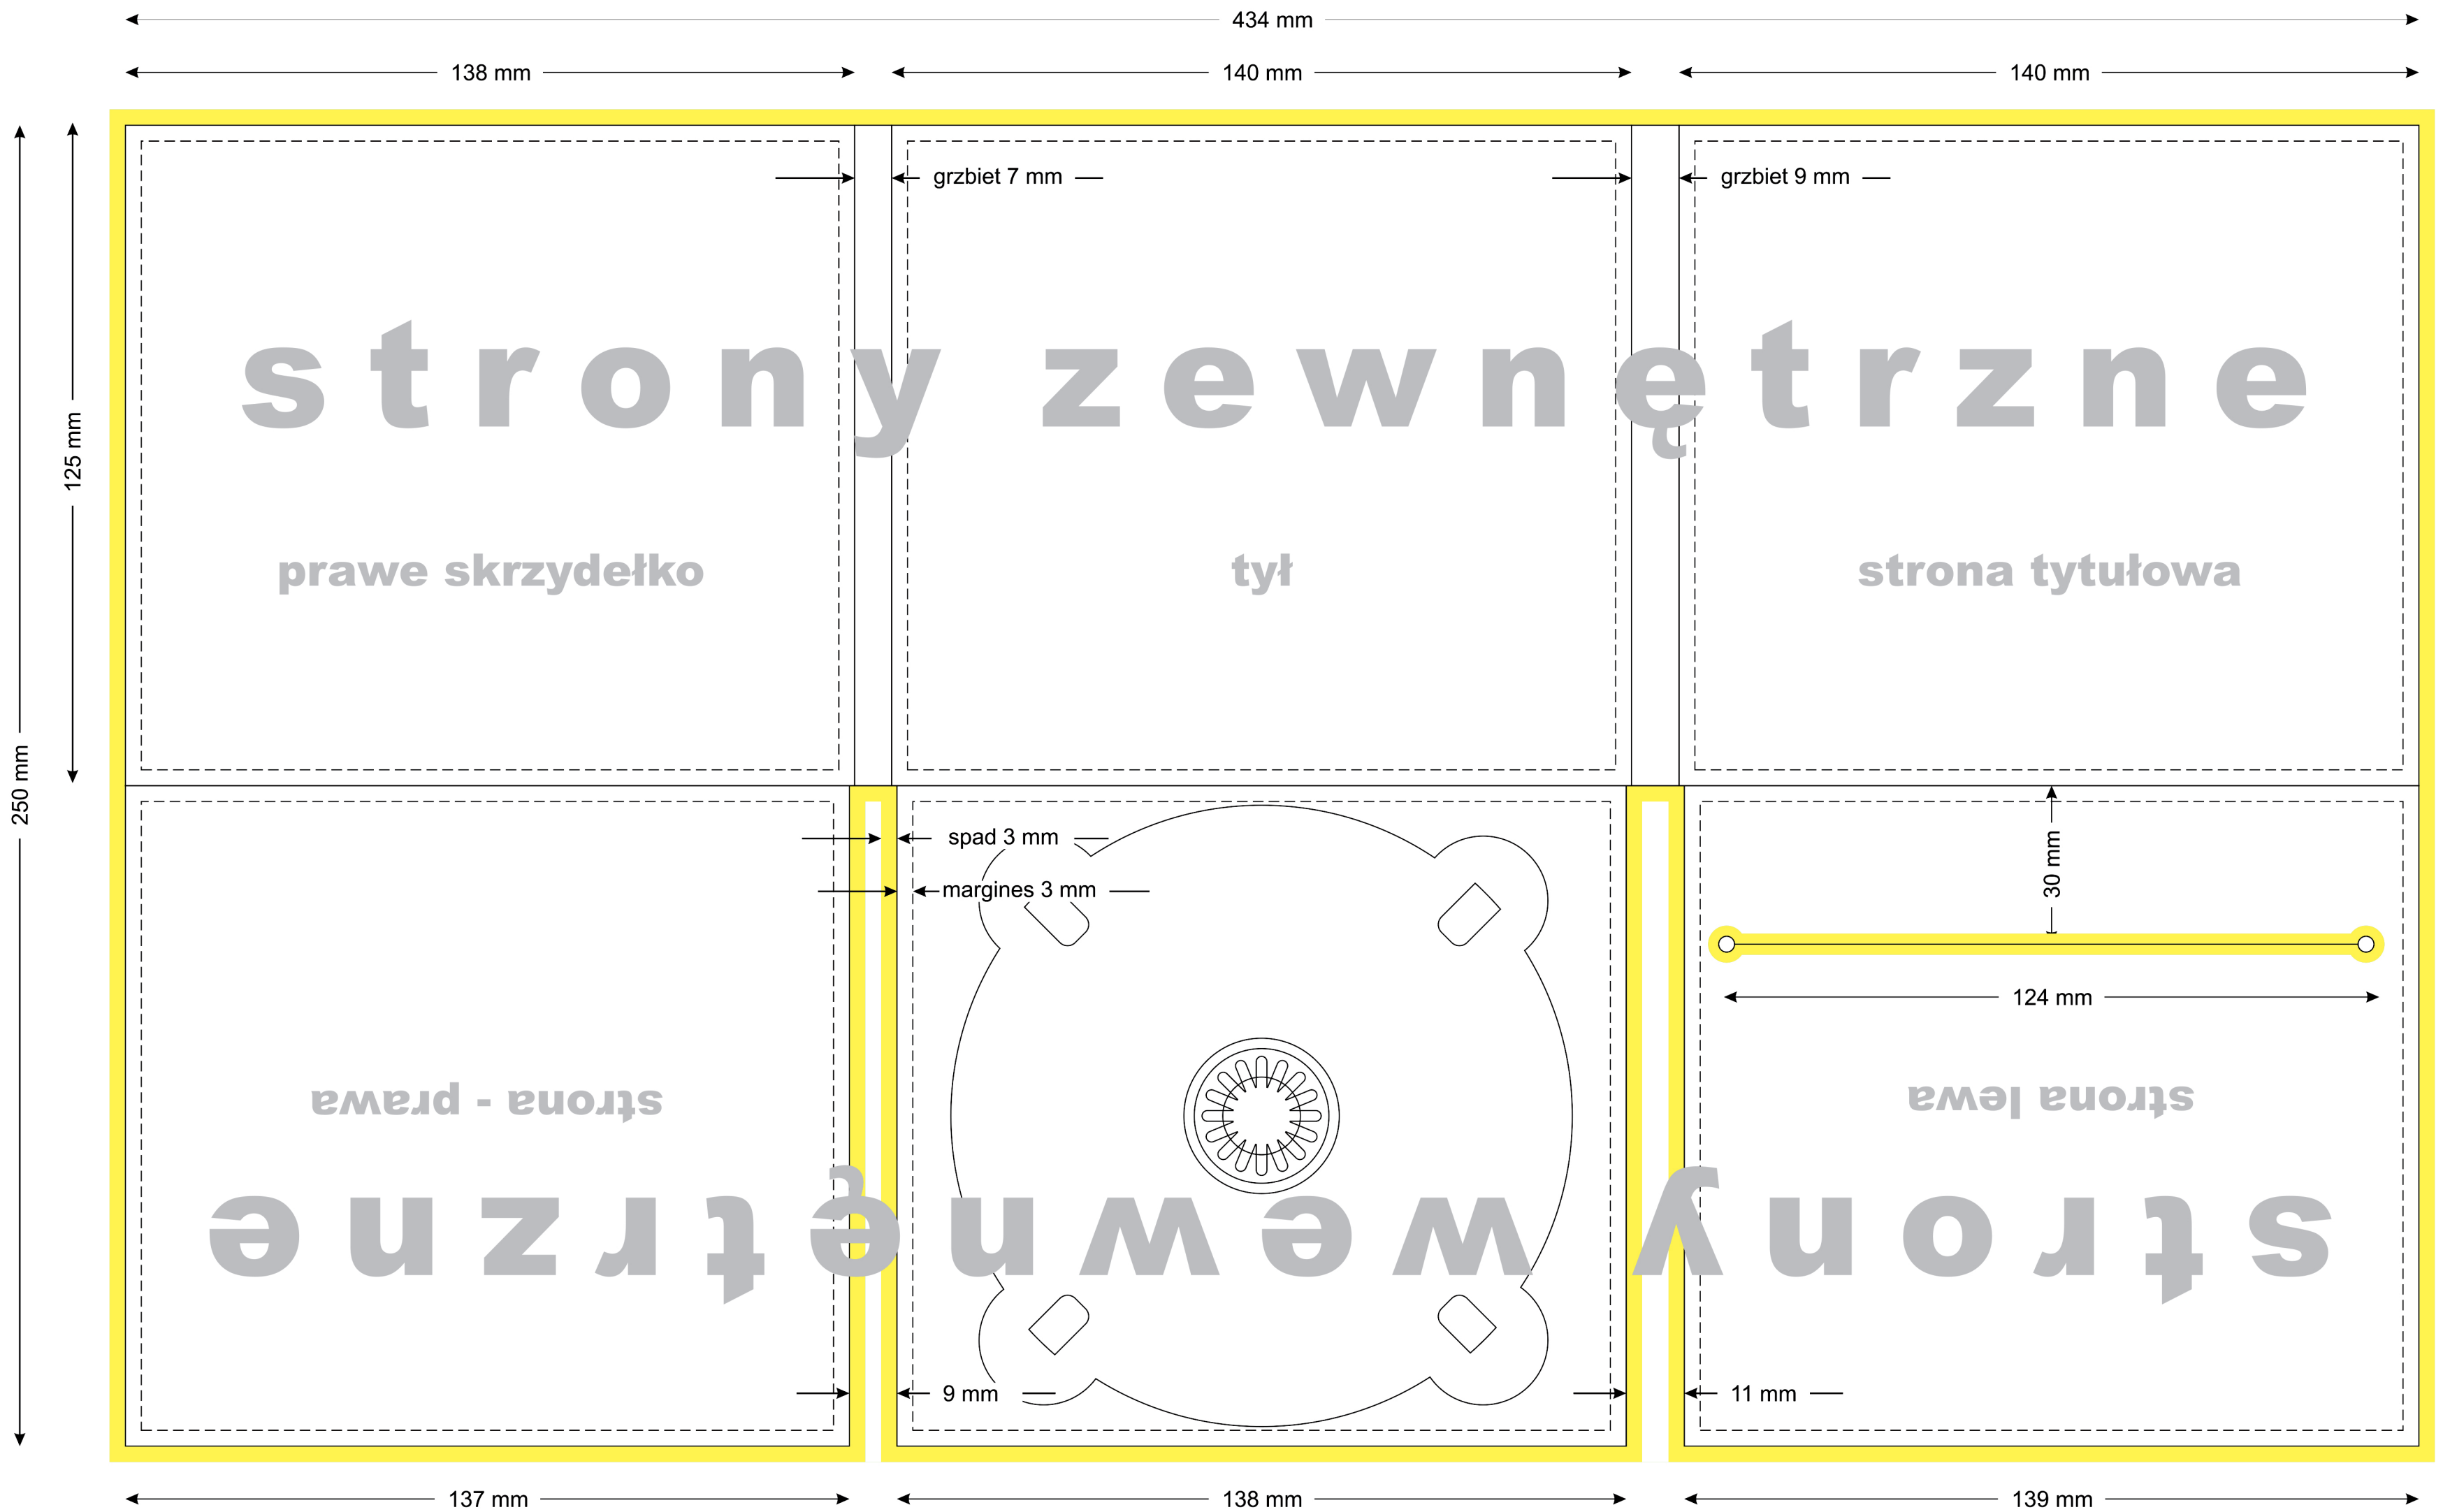 434 mm
138 mm
140 mm
140 mm
grzbiet 7 mm
grzbiet 9 mm
strony zewnętrzne
125 mm
prawe skrzydełko
tył
strona tytułowa
250 mm
spad 3 mm
30 mm
margines 3 mm
124 mm
strona - prawa
strona lewa
strony wewnętrzne
9 mm
11 mm
137 mm
138 mm
139 mm